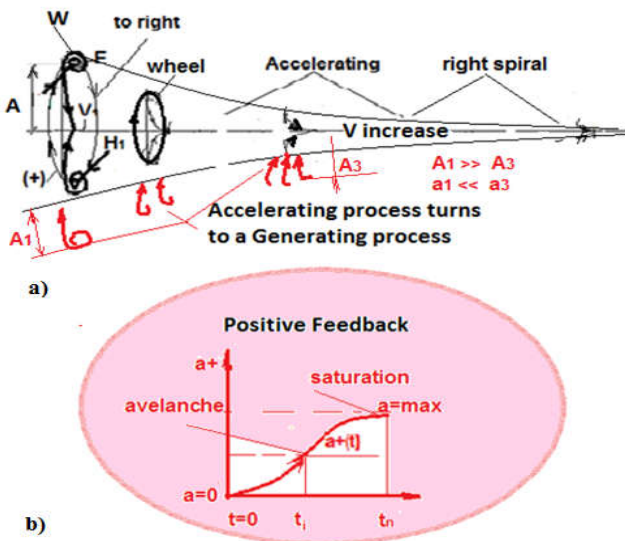 W
to right
E
wheel
Accelerating
right spiral
A
V
V increase
H1
(+)
A3
A1 >> A3
a1 << a3
A1
Accelerating process turns
to a Generating process
a)
Positive Feedback
a+
saturation
avelanche
a=max
a+[t]
a=0
t=0
ti
tn
b)